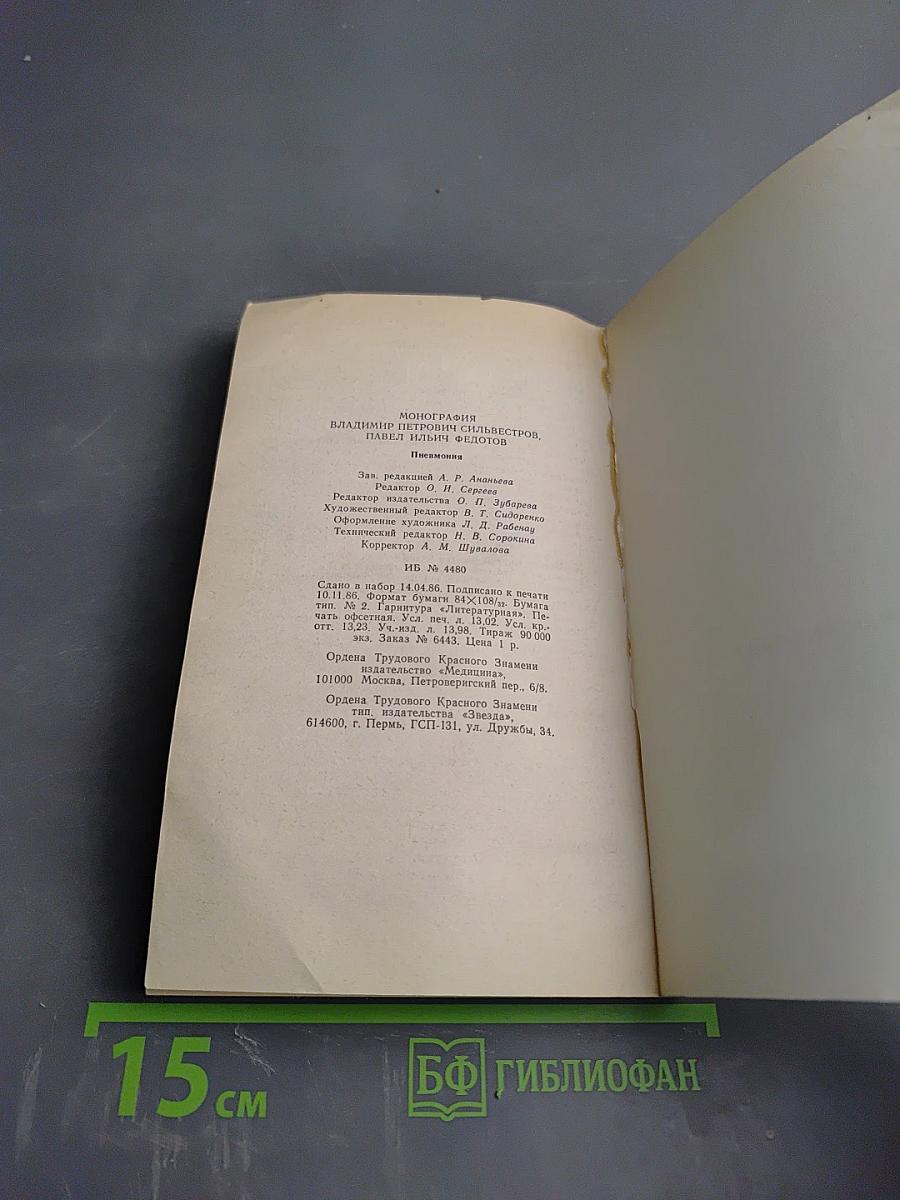 МОНОГРАФИЯ
ВЛАДИМИР ПЕТРОВИЧ СИЛЬВЕСТРОВ,
ПАВЕЛ ИЛЬИЧ ФЕДОТОВ
Пневмония
Зав. редакцией А. Р. Ананьева
Редактор О. И. Сергеев
Редактор издательства О. П. Зубарева
Художественный редактор В. Т. Сидоренко
Оформление художника Л. Д. Рабенау
Технический редактор Н. В. Сорокина
Корректор А. М. Шувалова
ИБ № 4480
Сдано в набор 14.04.86. Подписано к печати
10.11.86. Формат бумаги 84×108/32. Бумага
тип. № 2. Гарнитура «Литературная». Пе-
чать офсетная. Усл. печ. л. 13,02. Усл. кр.-
отт. 13,23. Уч.-изд. л. 13,98. Тираж 90 000
экз. Заказ № 6443. Цена 1 р.
Ордена Трудового Красного Знамени
издательство «Медицина»,
101000 Москва, Петроверигский пер., 6/8.
Ордена Трудового Красного Знамени
тип. издательства «Звезда»,
614600, г. Пермь, ГСП-131, ул. Дружбы, 34.
15 см
БФ ГИБЛИОФАН